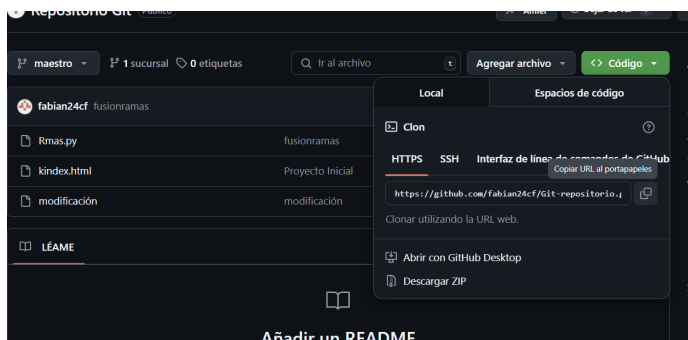 Repositorio Git Público
maestro
1 sucursal
0 etiquetas
Ir al archivo
t
Agregar archivo
<> Código
Local
Espacios de código
fabian24cf fusionramas
Clon
Rmas.py
fusionramas
HTTPS
SSH
Interfaz de línea de comandos de GitHub
Copiar URL al portapapeles
kindex.html
Proyecto Inicial
modificación
modificación
https://github.com/fabian24cf/Git-repositorio.
Clonar utilizando la URL web.
LÉAME
Abrir con GitHub Desktop
Descargar ZIP
Añadir un README